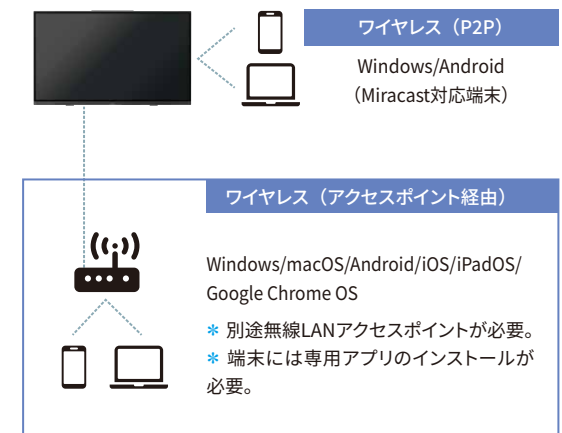 ワイヤレス（P2P）
Windows/Android
（Miracast対応端末）
ワイヤレス（アクセスポイント経由）
Windows/macOS/Android/iOS/iPadOS/
Google Chrome OS
＊ 別途無線LANアクセスポイントが必要。
＊ 端末には専用アプリのインストールが
必要。